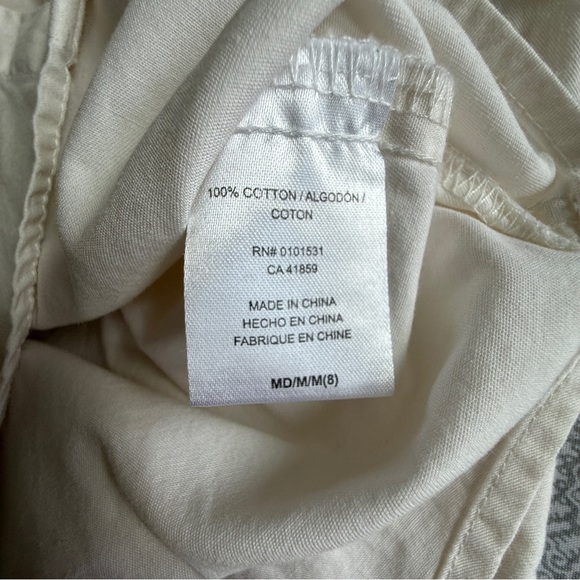 100% COTTON / ALGODÓN /
COTON
RN# 0101531
CA 41859
MADE IN CHINA
HECHO EN CHINA
FABRIQUE EN CHINE
MD/M/M(8)